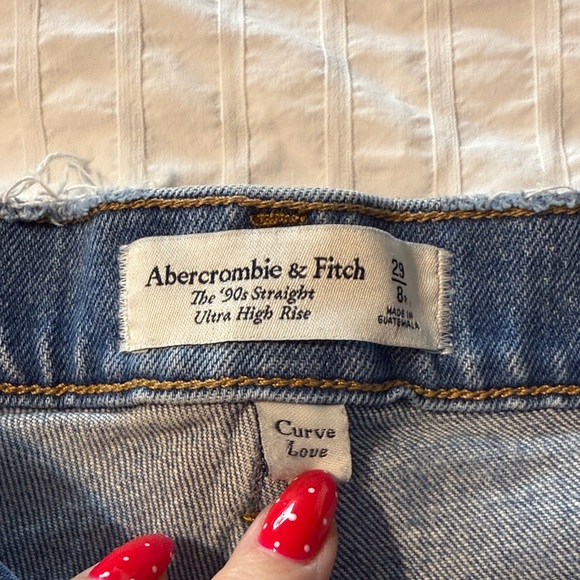 Abercrombie & Fitch
The '90s Straight
Ultra High Rise
29
8
MADE IN
GUATEMALA
Curve
Love